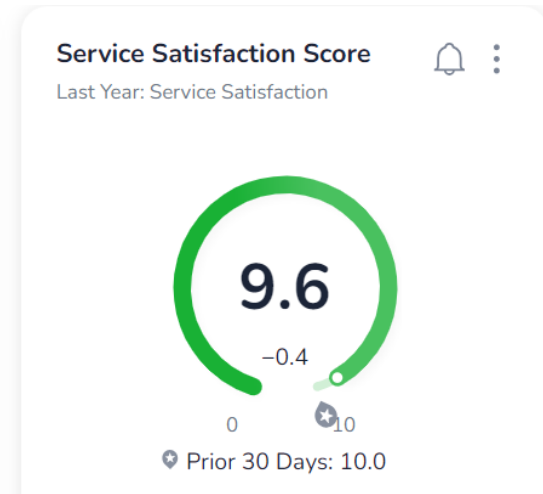 Service Satisfaction Score
Last Year: Service Satisfaction
9.6
−0.4
0
10
Prior 30 Days: 10.0